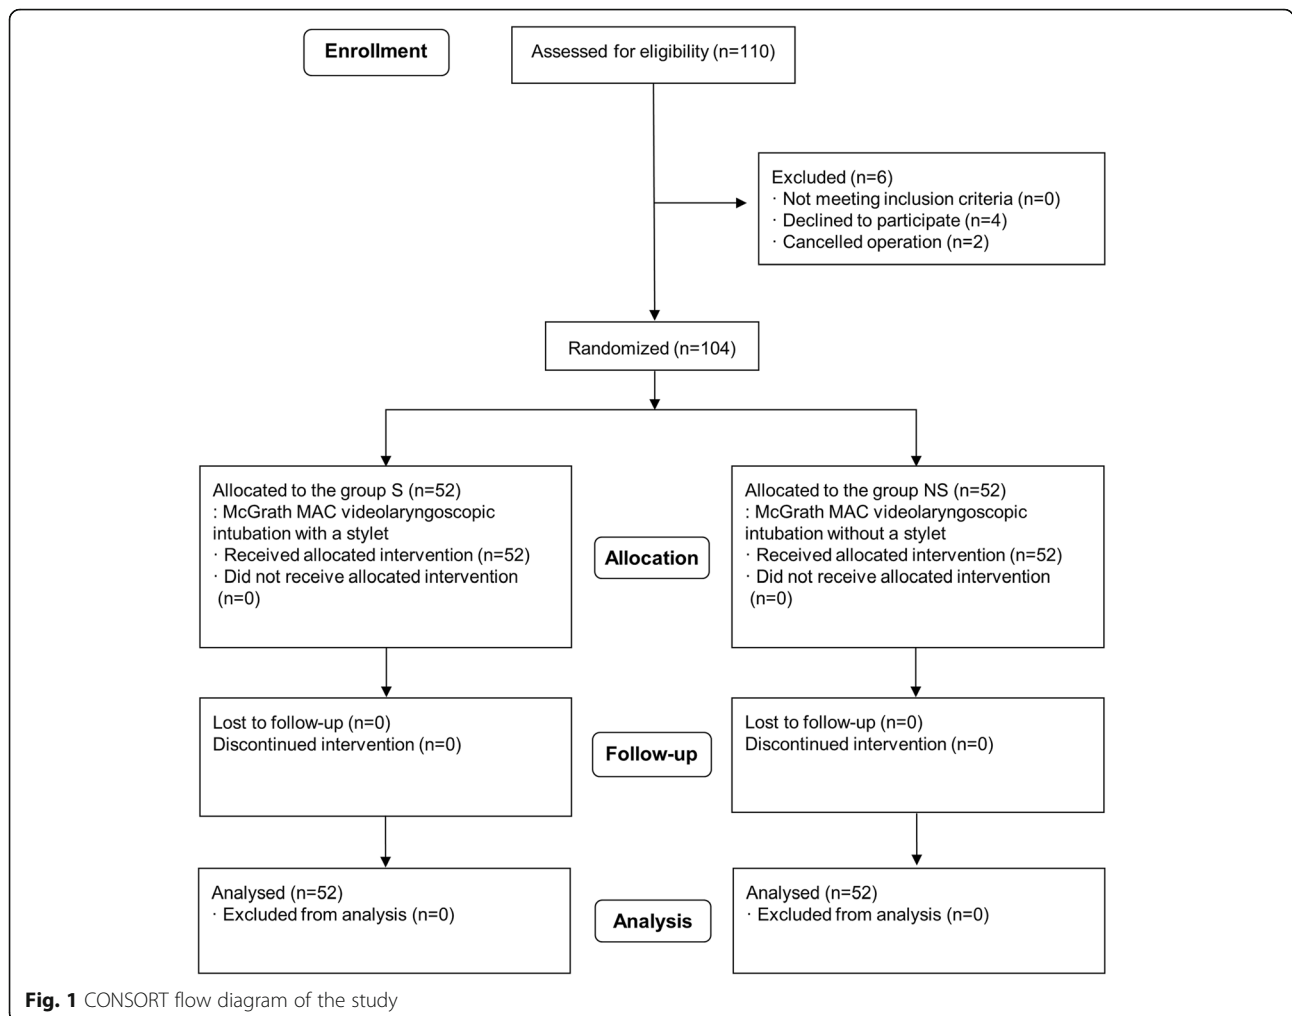 Enrollment
Assessed for eligibility (n=110)
Excluded (n=6)
· Not meeting inclusion criteria (n=0)
· Declined to participate (n=4)
· Cancelled operation (n=2)
Randomized (n=104)
Allocated to the group S (n=52)
: McGrath MAC videolaryngoscopic
intubation with a stylet
· Received allocated intervention (n=52)
· Did not receive allocated intervention
(n=0)
Allocation
Allocated to the group NS (n=52)
: McGrath MAC videolaryngoscopic
intubation without a stylet
· Received allocated intervention (n=52)
· Did not receive allocated intervention
(n=0)
Lost to follow-up (n=0)
Discontinued intervention (n=0)
Follow-up
Lost to follow-up (n=0)
Discontinued intervention (n=0)
Analysed (n=52)
· Excluded from analysis (n=0)
Analysis
Analysed (n=52)
· Excluded from analysis (n=0)
Fig. 1 CONSORT flow diagram of the study